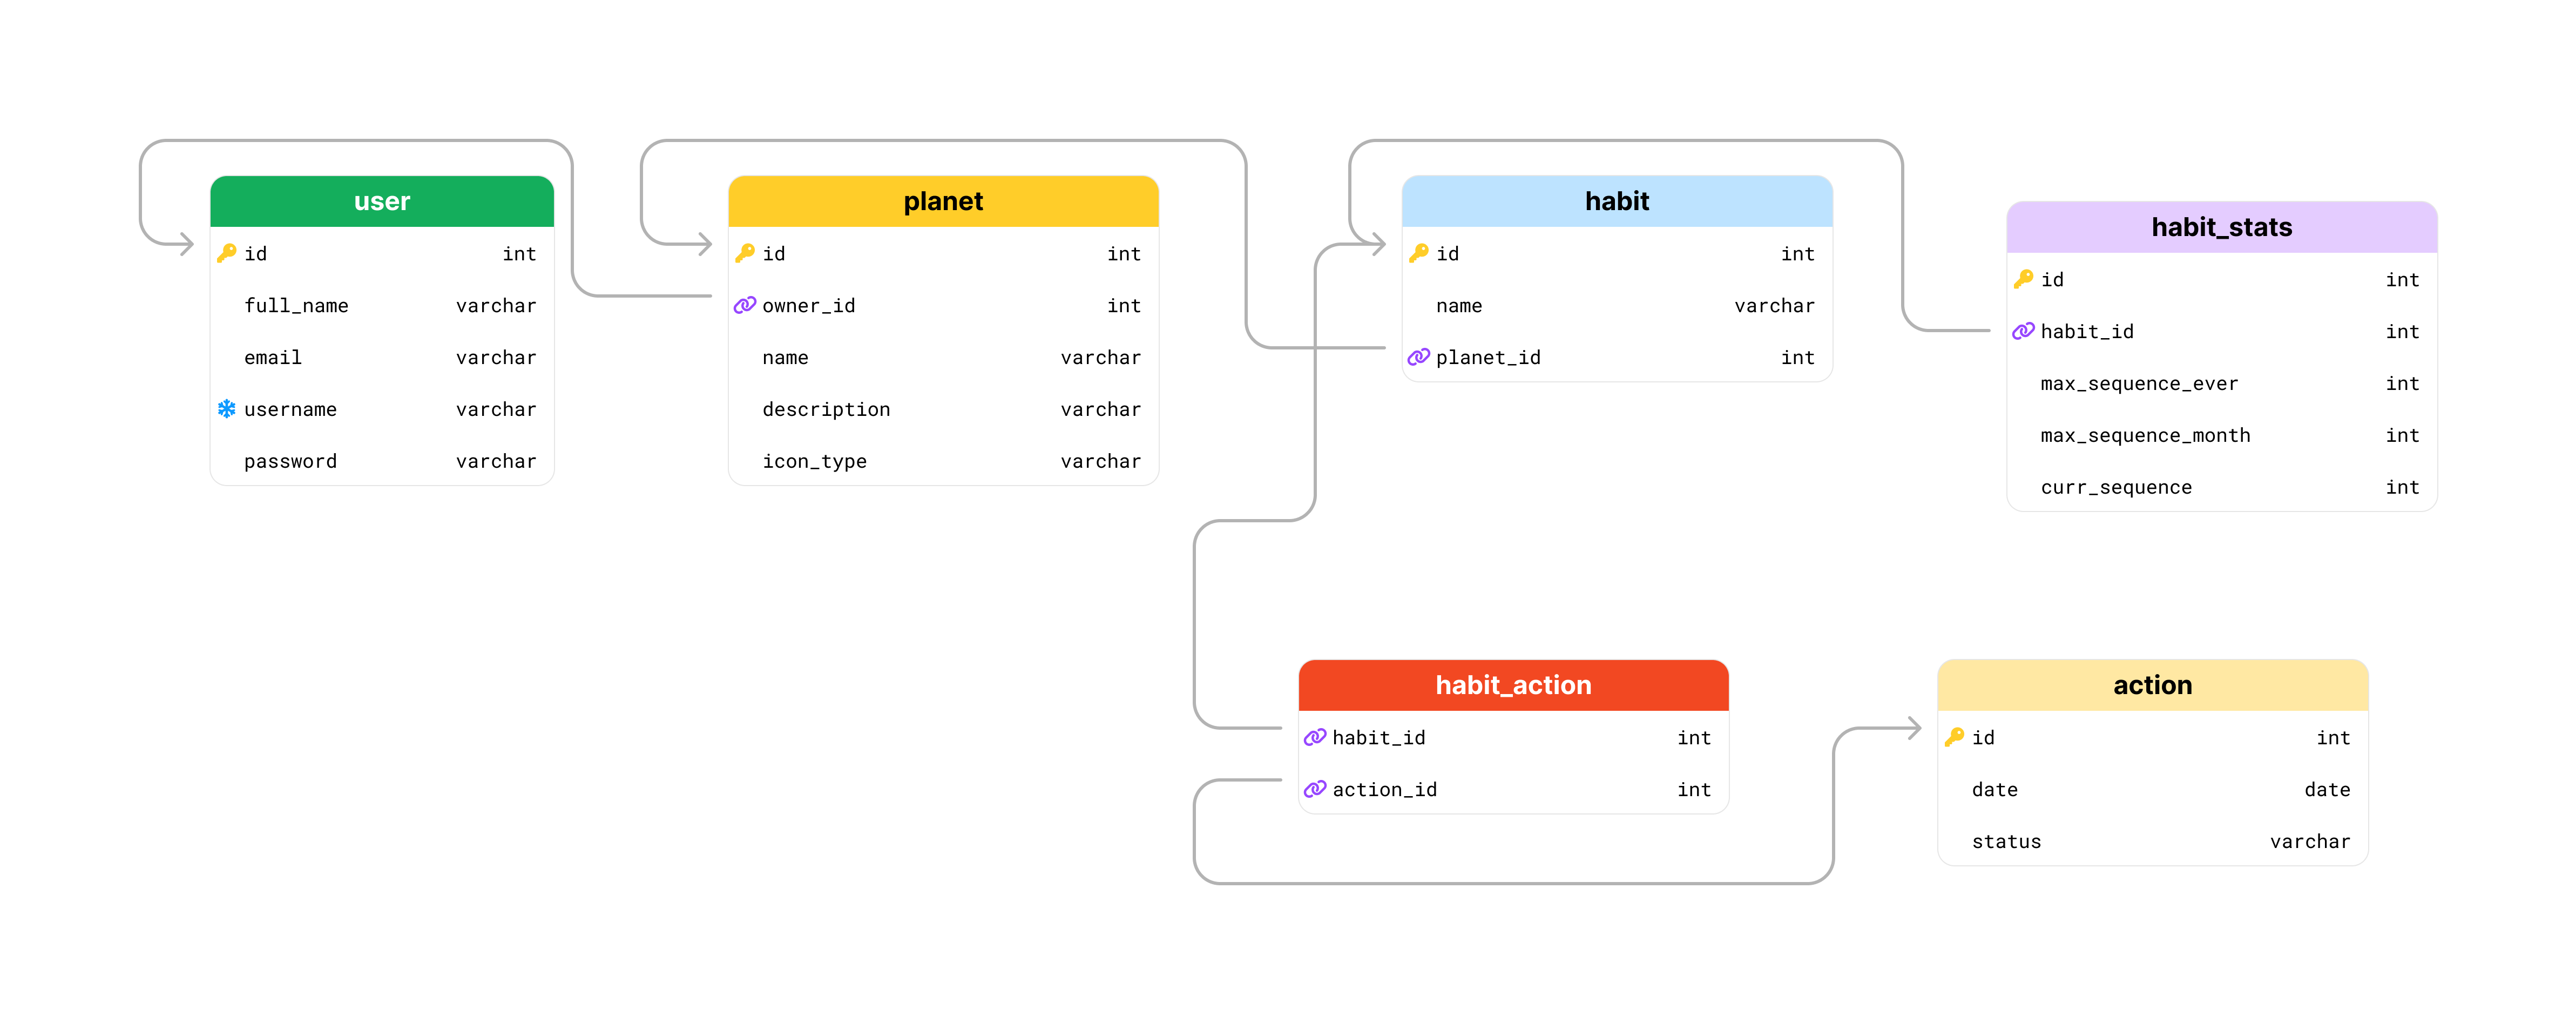 user
id int
full_name varchar
email varchar
username varchar
password varchar
planet
id int
owner_id int
name varchar
description varchar
icon_type varchar
habit
id int
name varchar
planet_id int
habit_stats
id int
habit_id int
max_sequence_ever int
max_sequence_month int
curr_sequence int
habit_action
habit_id int
action_id int
action
id int
date date
status varchar